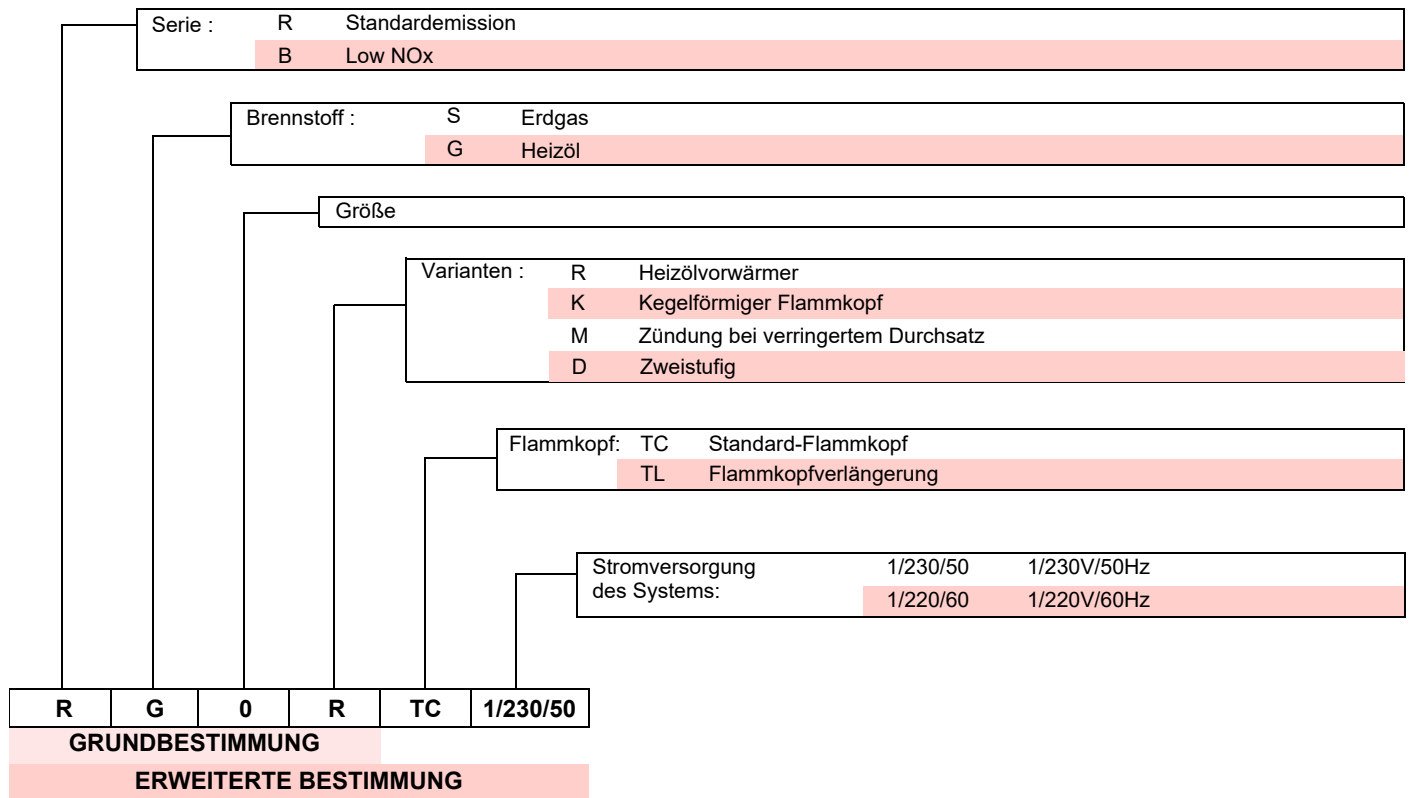 Serie : R Standardemission
B Low NOx
Brennstoff : S Erdgas
G Heizöl
Größe
Varianten : R Heizölvorwärmer
K Kegelförmiger Flammkopf
M Zündung bei verringertem Durchsatz
D Zweistufig
Flammkopf: TC Standard-Flammkopf
TL Flammkopfverlängerung
Stromversorgung 1/230/50 1/230V/50Hz
des Systems: 1/220/60 1/220V/60Hz
R G 0 R TC 1/230/50
GRUNDBESTIMMUNG
ERWEITERTE BESTIMMUNG